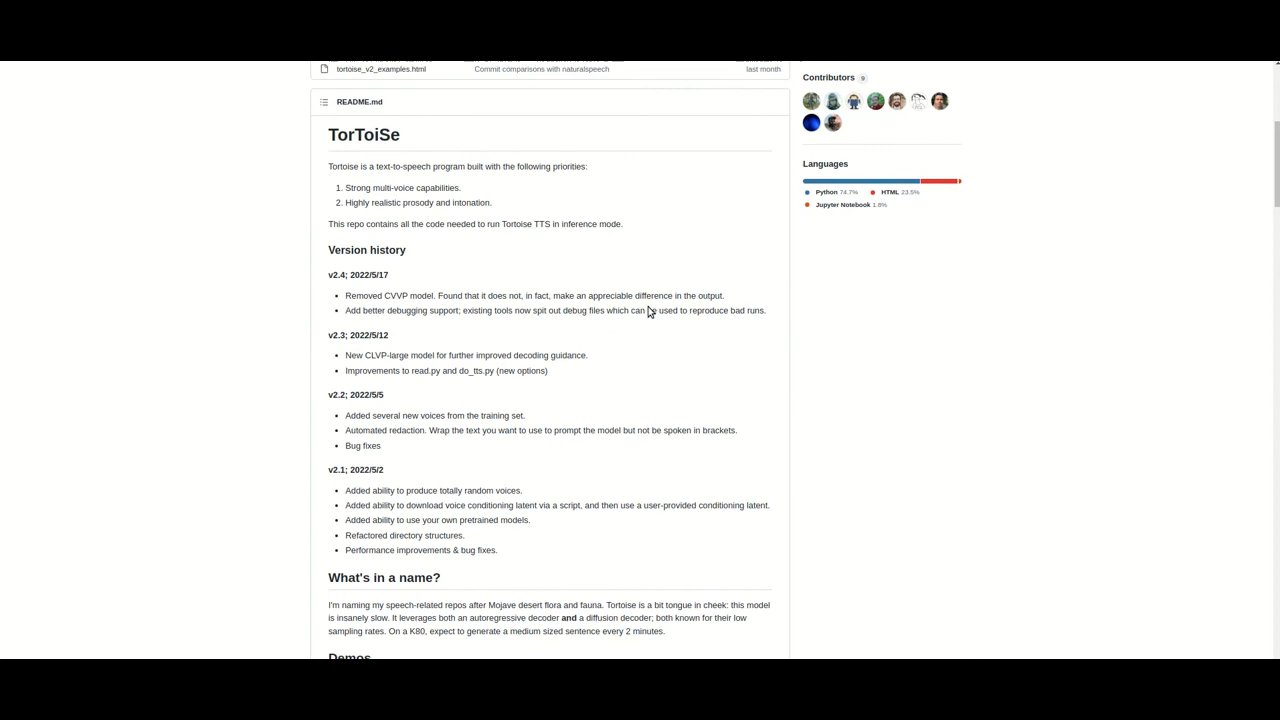 tortoise_v2_examples.html Commit comparisons with naturalspeech last month
README.md
TorToiSe
Tortoise is a text-to-speech program built with the following priorities:
1. Strong multi-voice capabilities.
2. Highly realistic prosody and intonation.
This repo contains all the code needed to run Tortoise TTS in inference mode.
Version history
v2.4; 2022/5/17
• Removed CVVP model. Found that it does not, in fact, make an appreciable difference in the output.
• Add better debugging support; existing tools now spit out debug files which can be used to reproduce bad runs.
v2.3; 2022/5/12
• New CLVP-large model for further improved decoding guidance.
• Improvements to read.py and do_tts.py (new options)
v2.2; 2022/5/5
• Added several new voices from the training set.
• Automated redaction. Wrap the text you want to use to prompt the model but not be spoken in brackets.
• Bug fixes
v2.1; 2022/5/2
• Added ability to produce totally random voices.
• Added ability to download voice conditioning latent via a script, and then use a user-provided conditioning latent.
• Added ability to use your own pretrained models.
• Refactored directory structures.
• Performance improvements & bug fixes.
What's in a name?
I'm naming my speech-related repos after Mojave desert flora and fauna. Tortoise is a bit tongue in cheek: this model
is insanely slow. It leverages both an autoregressive decoder and a diffusion decoder; both known for their low
sampling rates. On a K80, expect to generate a medium sized sentence every 2 minutes.
Demos
Contributors 9
Languages
Python 74.7% HTML 23.5%
Jupyter Notebook 1.8%